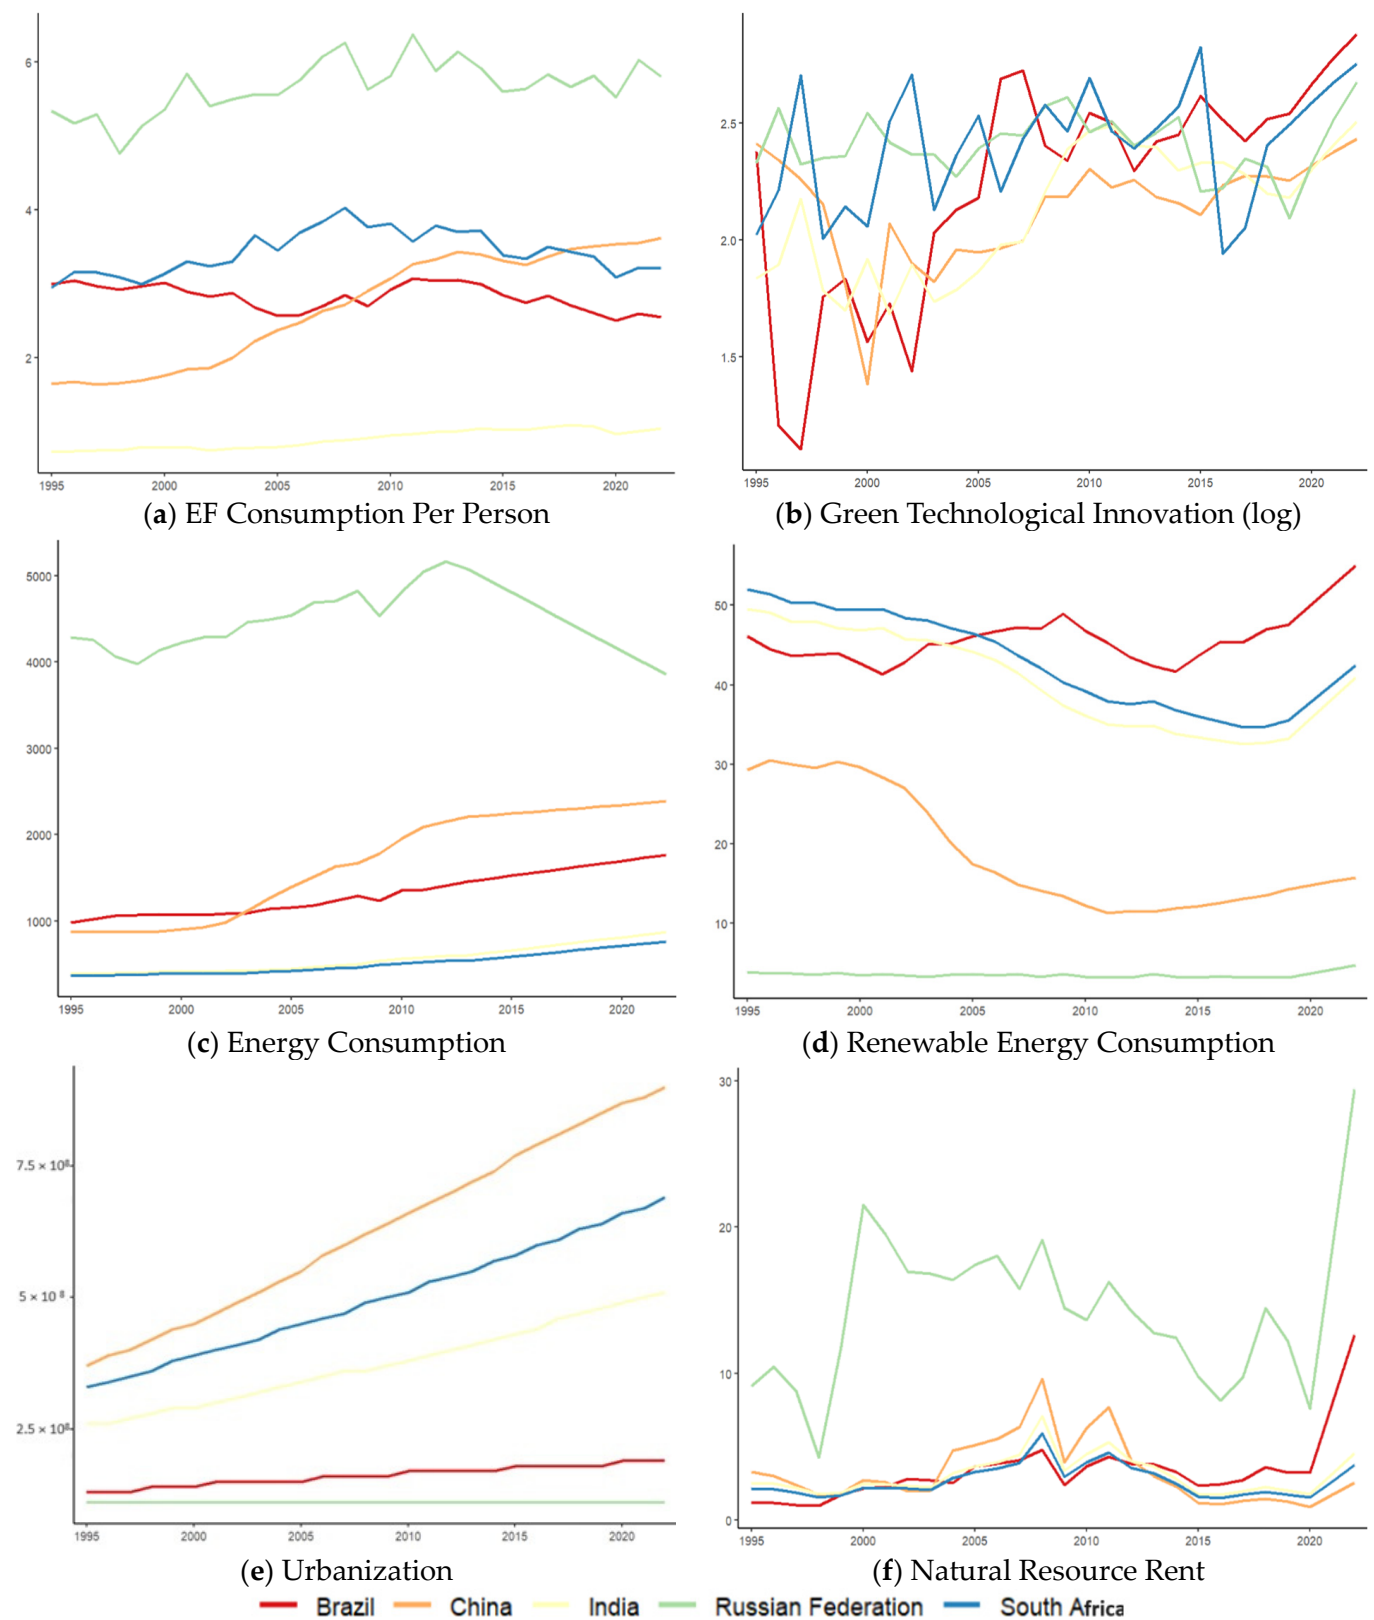 6
4
2
1995 2000 2005 2010 2015 2020
(a) EF Consumption Per Person
2.5
2.0
1.5
1995 2000 2005 2010 2015 2020
(b) Green Technological Innovation (log)
5000
4000
3000
2000
1000
1995 2000 2005 2010 2015 2020
(c) Energy Consumption
50
40
30
20
10
1995 2000 2005 2010 2015 2020
(d) Renewable Energy Consumption
7.5 × 10⁸
5 × 10 ⁸
2.5 × 10⁸
1995 2000 2005 2010 2015 2020
(e) Urbanization
30
20
10
0
1995 2000 2005 2010 2015 2020
(f) Natural Resource Rent
Brazil China India Russian Federation South Africa